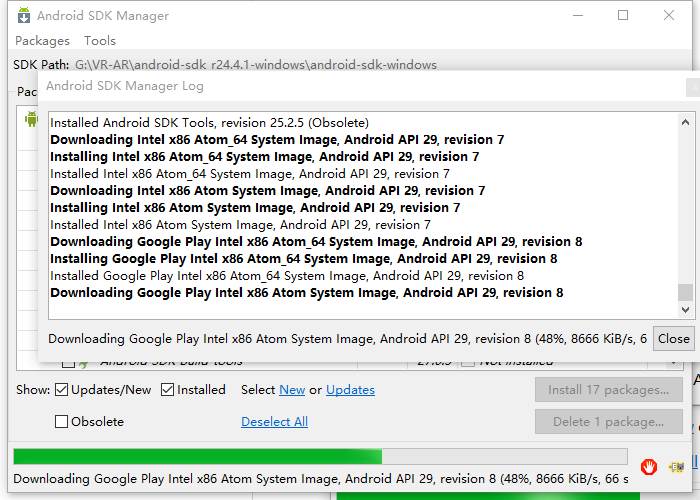 Android SDK Manager
Packages Tools
SDK Path: G:\VR-AR\android-sdk_r24.4.1-windows\android-sdk-windows
Android SDK Manager Log
Installed Android SDK Tools, revision 25.2.5 (Obsolete)
Downloading Intel x86 Atom_64 System Image, Android API 29, revision 7
Installing Intel x86 Atom_64 System Image, Android API 29, revision 7
Installed Intel x86 Atom_64 System Image, Android API 29, revision 7
Downloading Intel x86 Atom System Image, Android API 29, revision 7
Installing Intel x86 Atom System Image, Android API 29, revision 7
Installed Intel x86 Atom System Image, Android API 29, revision 7
Downloading Google Play Intel x86 Atom_64 System Image, Android API 29, revision 8
Installing Google Play Intel x86 Atom_64 System Image, Android API 29, revision 8
Installed Google Play Intel x86 Atom_64 System Image, Android API 29, revision 8
Downloading Google Play Intel x86 Atom System Image, Android API 29, revision 8
Downloading Google Play Intel x86 Atom System Image, Android API 29, revision 8 (48%, 8666 KiB/s, 6 Close
Android SDK Build-tools 27.0.3 Not installed
Show: Updates/New Installed Select New or Updates Install 17 packages...
Obsolete Deselect All Delete 1 package...
Downloading Google Play Intel x86 Atom System Image, Android API 29, revision 8 (48%, 8666 KiB/s, 66 s